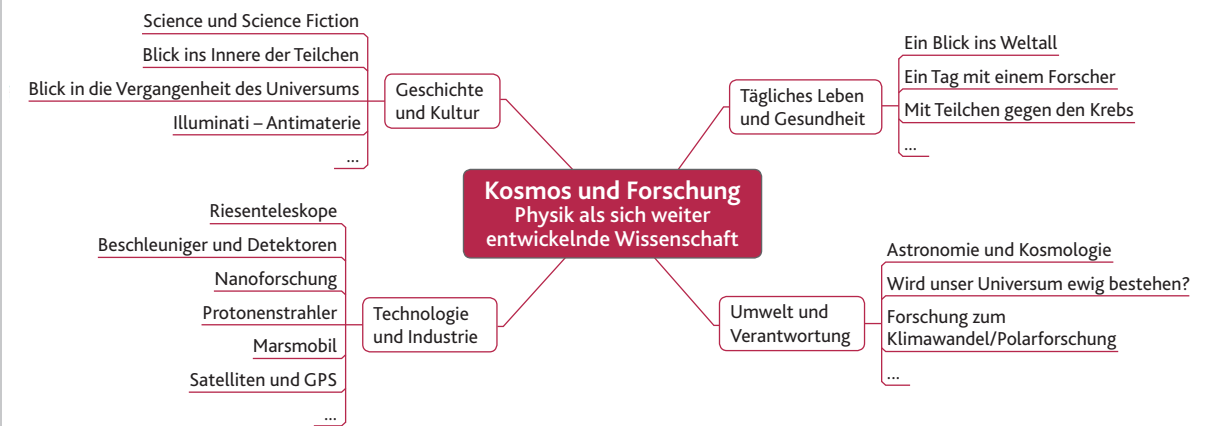 Science und Science Fiction
Blick ins Innere der Teilchen
Blick in die Vergangenheit des Universums
Illuminati – Antimaterie
...
Geschichte
und Kultur
Ein Blick ins Weltall
Ein Tag mit einem Forscher
Mit Teilchen gegen den Krebs
...
Tägliches Leben
und Gesundheit
Kosmos und Forschung
Physik als sich weiter
entwickelnde Wissenschaft
Riesenteleskope
Beschleuniger und Detektoren
Nanoforschung
Protonenstrahler
Marsmobil
Satelliten und GPS
...
Technologie
und Industrie
Umwelt und
Verantwortung
Astronomie und Kosmologie
Wird unser Universum ewig bestehen?
Forschung zum
Klimawandel/Polarforschung
...